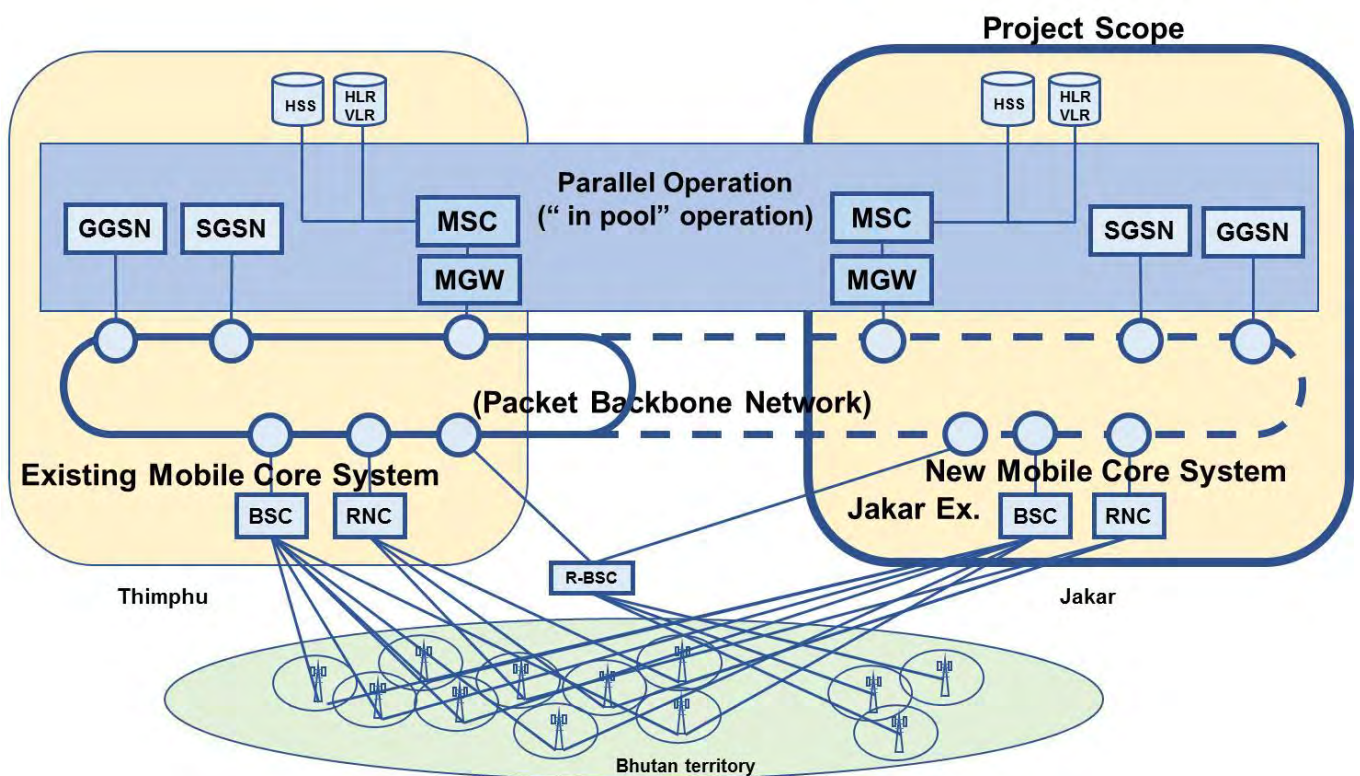 Project Scope
HSS
HLR
VLR
HSS
HLR
VLR
Parallel Operation
(“ in pool” operation)
GGSN
SGSN
MSC
MGW
MSC
MGW
SGSN
GGSN
(Packet Backbone Network)
Existing Mobile Core System
New Mobile Core System
Jakar Ex.
BSC
RNC
BSC
RNC
R-BSC
Thimphu
Jakar
Bhutan territory